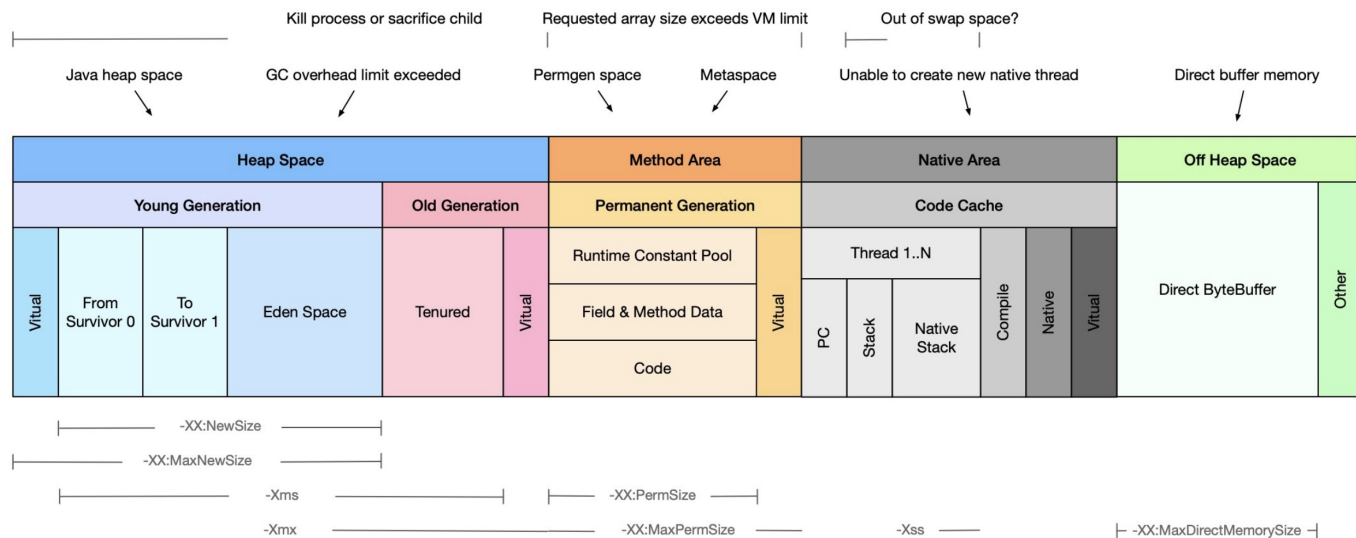 Kill process or sacrifice child
Requested array size exceeds VM limit
Out of swap space?
Java heap space
GC overhead limit exceeded
Permgen space
Metaspace
Unable to create new native thread
Direct buffer memory
Heap Space
Method Area
Native Area
Off Heap Space
Young Generation
Old Generation
Permanent Generation
Code Cache
Vitual
From
Survivor 0
To
Survivor 1
Eden Space
Tenured
Vitual
Runtime Constant Pool
Field & Method Data
Code
Vitual
Thread 1..N
PC
Stack
Native
Stack
Compile
Native
Vitual
Direct ByteBuffer
Other
-XX:NewSize
-XX:MaxNewSize
-Xms
-XX:PermSize
-Xmx
-XX:MaxPermSize
-Xss
-XX:MaxDirectMemorySize